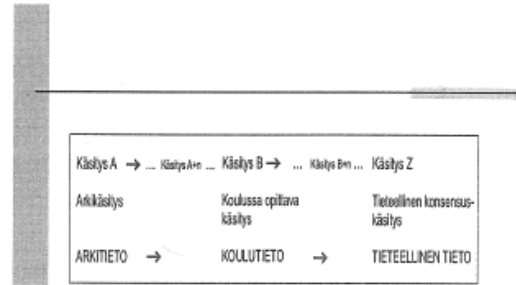 Käsitys A → ... Käsitys A+n ... Käsitys B → ... Käsitys B+n ... Käsitys Z
Arkikäsitys Koulussa opittava Tieteellinen konsensus-
käsitys käsitys
ARKITIETO → KOULUTIETO → TIETEELLINEN TIETO